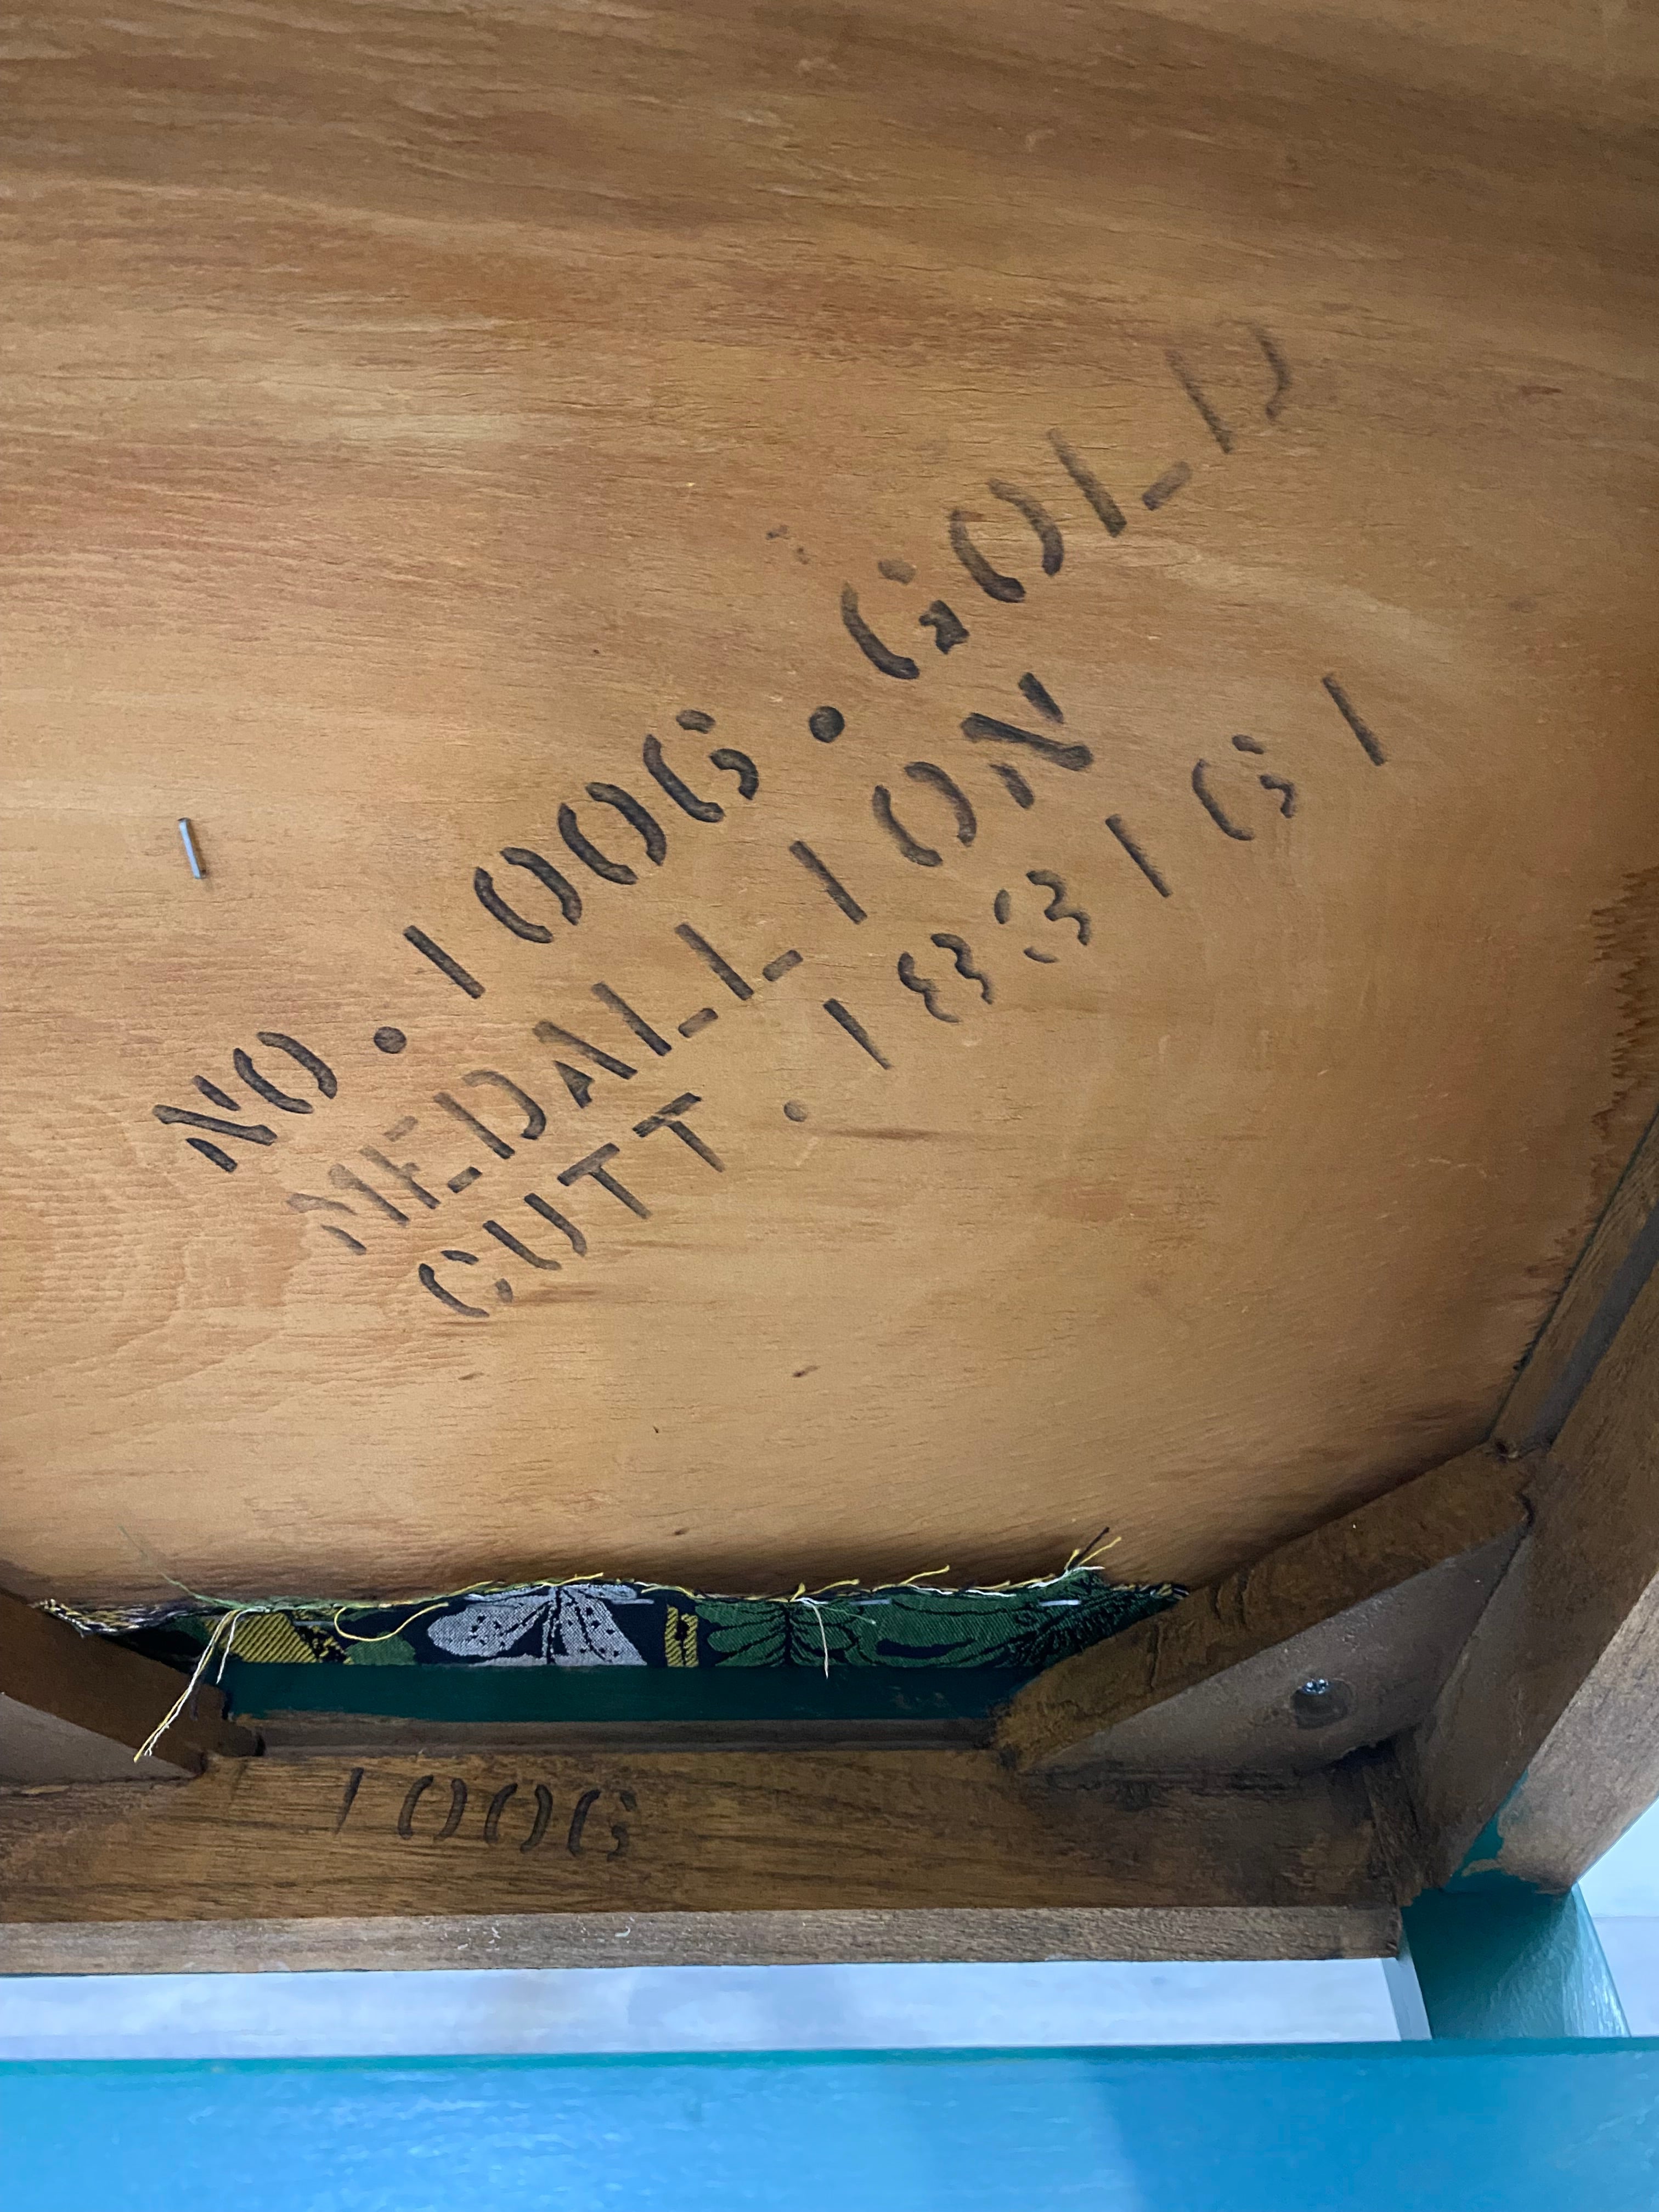 NO. 1006. GOLD
MEDALLION
CUTT. 183161
1006